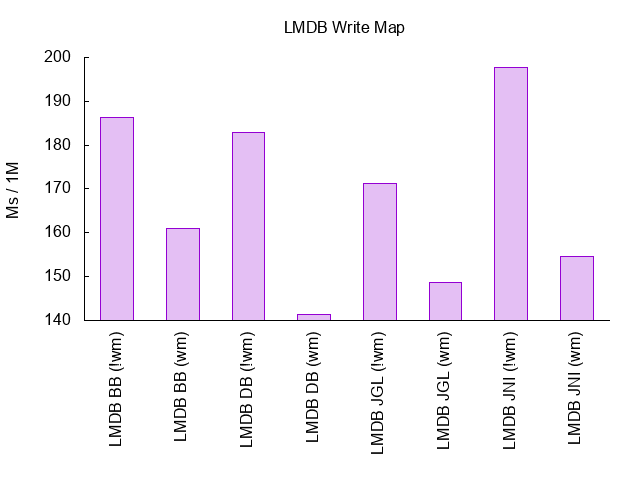 LMDB Write Map
Ms / 1M
200
190
180
170
160
150
140
LMDB BB (!wm)
LMDB BB (wm)
LMDB DB (!wm)
LMDB DB (wm)
LMDB JGL (!wm)
LMDB JGL (wm)
LMDB JNI (!wm)
LMDB JNI (wm)